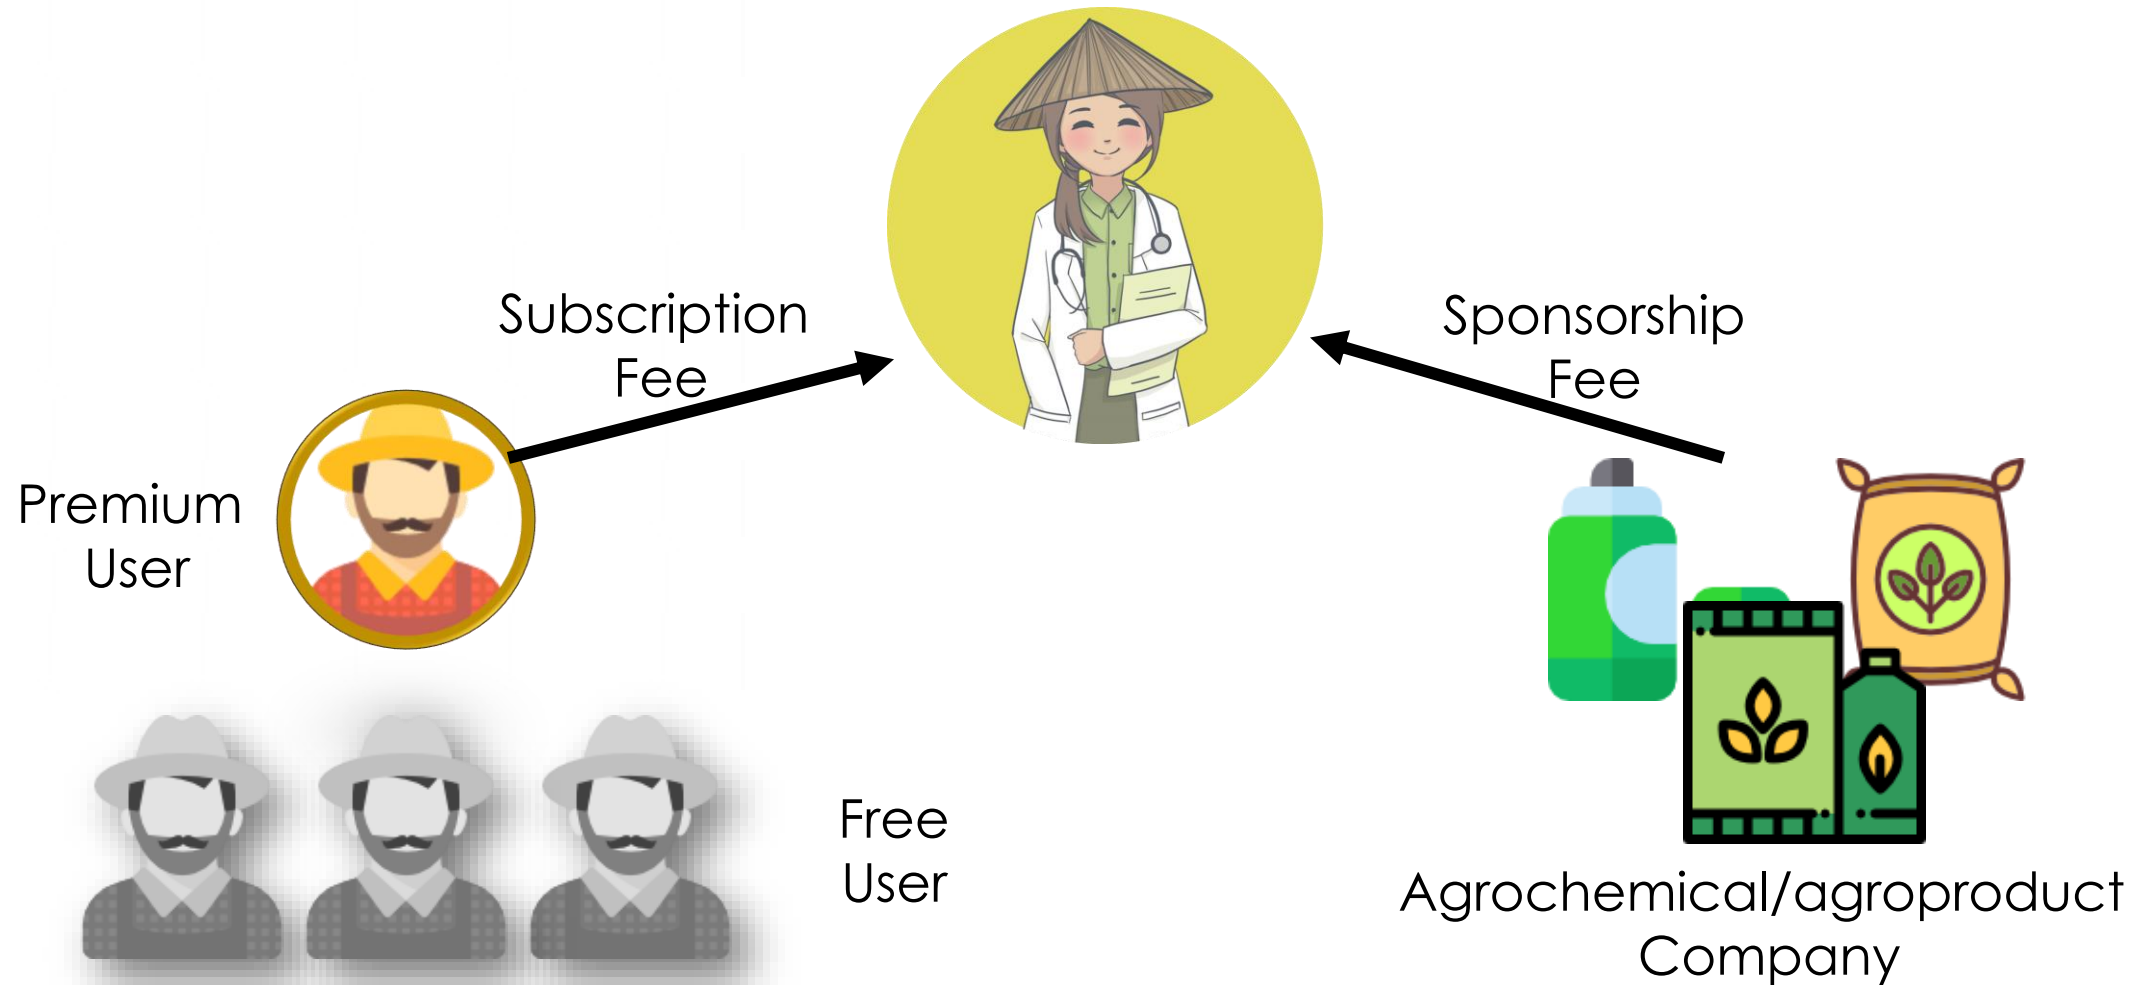 Subscription
Fee
Sponsorship
Fee
Premium
User
Free
User
Agrochemical/agroproduct
Company